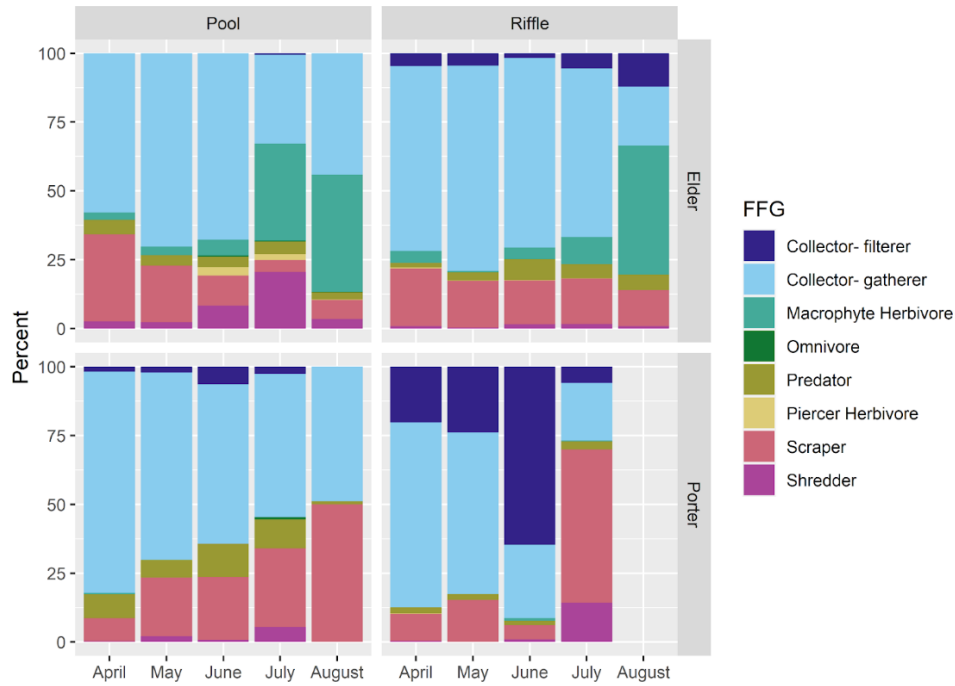 Pool
Riffle
100
75
50
25
0
Elder
Percent
100
75
50
25
0
Porter
April
May
June
July
August
April
May
June
July
August
FFG
Collector- filterer
Collector- gatherer
Macrophyte Herbivore
Omnivore
Predator
Piercer Herbivore
Scraper
Shredder